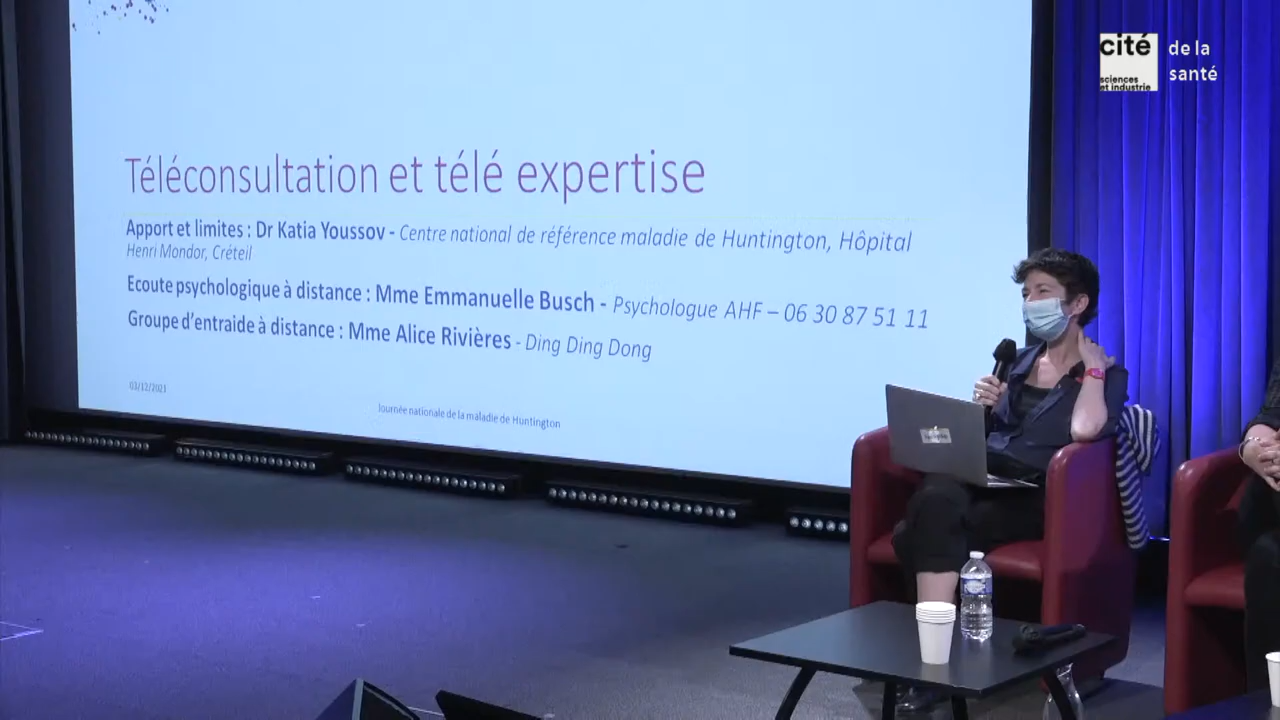 cité
sciences
et industrie
de la
santé
Téléconsultation et télé expertise
Apport et limites : Dr Katia Youssov - Centre national de référence maladie de Huntington, Hôpital
Henri Mondor, Créteil
Ecoute psychologique à distance : Mme Emmanuelle Busch - Psychologue AHF – 06 30 87 51 11
Groupe d'entraide à distance : Mme Alice Rivières - Ding Ding Dong
Journée nationale de la maladie de Huntington